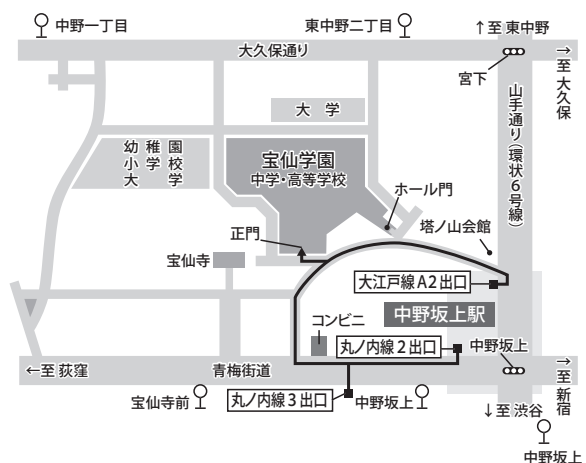 中野一丁目
東中野二丁目
↑至 東中野
大久保通り
→至 大久保
宮下
大学
山手通り(環状6号線)
幼稚園
小学校
大学
宝仙学園
中学・高等学校
ホール門
正門
塔ノ山会館
宝仙寺
大江戸線A2出口
中野坂上駅
コンビニ
丸ノ内線2出口
中野坂上
←至 荻窪
青梅街道
→至 新宿
宝仙寺前
丸ノ内線3出口
中野坂上
↓至 渋谷
中野坂上